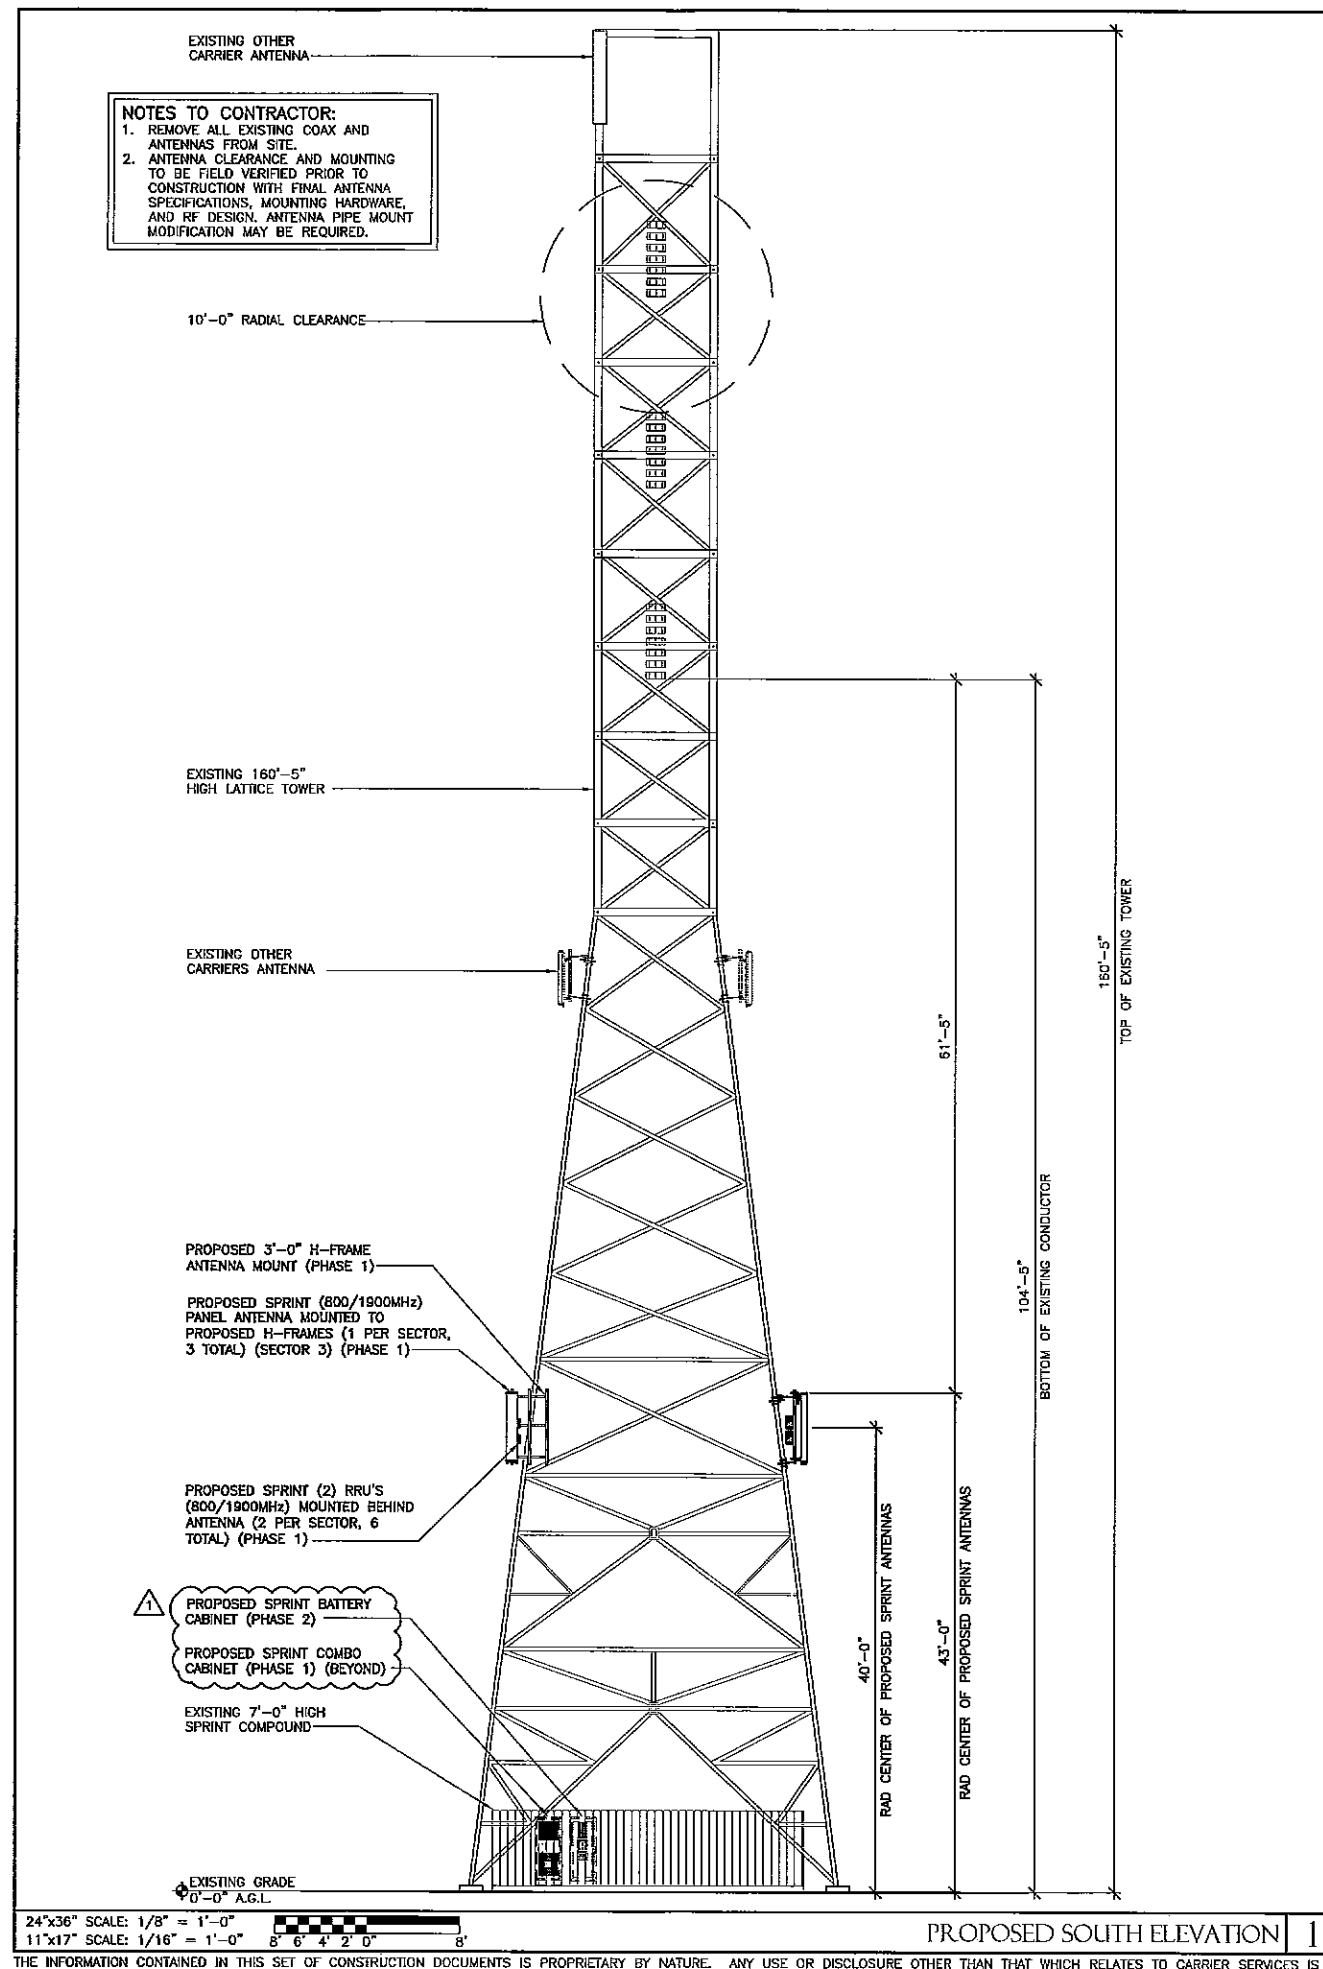 EXISTING OTHER
CARRIER ANTENNA
NOTES TO CONTRACTOR:
1. REMOVE ALL EXISTING COAX AND
ANTENNAS FROM SITE.
2. ANTENNA CLEARANCE AND MOUNTING
TO BE FIELD VERIFIED PRIOR TO
CONSTRUCTION WITH FINAL ANTENNA
SPECIFICATIONS, MOUNTING HARDWARE,
AND RF DESIGN. ANTENNA PIPE MOUNT
MODIFICATION MAY BE REQUIRED.
10'-0" RADIAL CLEARANCE
EXISTING 160'-5"
HIGH LATTICE TOWER
EXISTING OTHER
CARRIERS ANTENNA
PROPOSED 3'-0" H-FRAME
ANTENNA MOUNT (PHASE 1)
PROPOSED SPRINT (800/1900MHz)
PANEL ANTENNA MOUNTED TO
PROPOSED H-FRAMES (1 PER SECTOR,
3 TOTAL) (SECTOR 3) (PHASE 1)
PROPOSED SPRINT (2) RRU'S
(800/1900MHz) MOUNTED BEHIND
ANTENNA (2 PER SECTOR, 6
TOTAL) (PHASE 1)
1
PROPOSED SPRINT BATTERY
CABINET (PHASE 2)
PROPOSED SPRINT COMBO
CABINET (PHASE 1) (BEYOND)
EXISTING 7'-0" HIGH
SPRINT COMPOUND
EXISTING GRADE
0'-0" A.G.L.
40'-0"
RAD CENTER OF PROPOSED SPRINT ANTENNAS
61'-5"
43'-0"
RAD CENTER OF PROPOSED SPRINT ANTENNAS
104'-5"
BOTTOM OF EXISTING CONDUCTOR
160'-5"
TOP OF EXISTING TOWER
24"x36" SCALE: 1/8" = 1'-0"
11"x17" SCALE: 1/16" = 1'-0"
8' 6' 4' 2' 0" 8'
PROPOSED SOUTH ELEVATION 1
THE INFORMATION CONTAINED IN THIS SET OF CONSTRUCTION DOCUMENTS IS PROPRIETARY BY NATURE. ANY USE OR DISCLOSURE OTHER THAN THAT WHICH RELATES TO CARRIER SERVICES IS